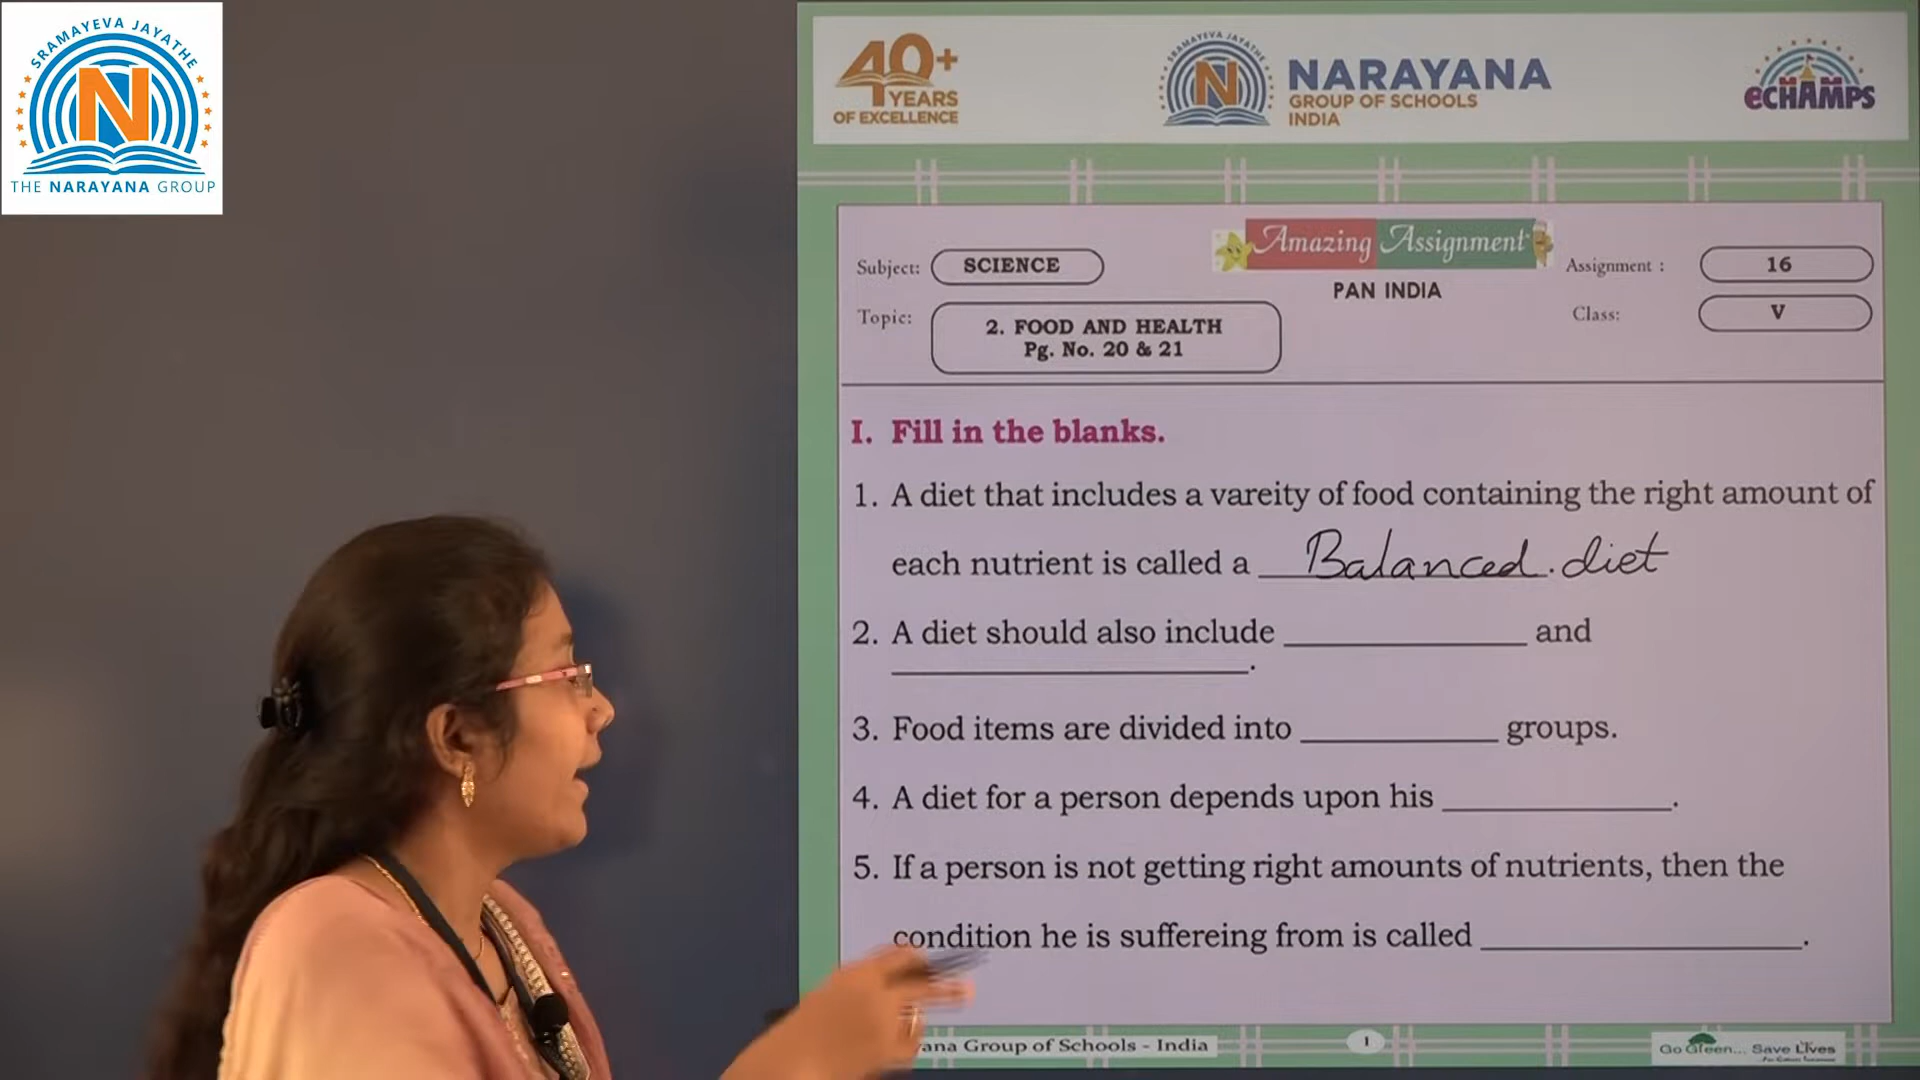 SRAMAYEVA JAYATHE
N
THE NARAYANA GROUP
40+
YEARS
OF EXCELLENCE
SRAMAYEVA JAYATHE
N
NARAYANA
GROUP OF SCHOOLS
INDIA
eCHAMPS
Amazing Assignment
PAN INDIA
Subject: SCIENCE
Assignment : 16
Topic: 2. FOOD AND HEALTH
Pg. No. 20 & 21
Class: V
I. Fill in the blanks.
1. A diet that includes a vareity of food containing the right amount of
each nutrient is called a Balanced. diet
2. A diet should also include ____________ and
____________.
3. Food items are divided into __________ groups.
4. A diet for a person depends upon his ____________.
5. If a person is not getting right amounts of nutrients, then the
condition he is suffereing from is called ________________.
ana Group of Schools - India
1
Go Green... Save Lives